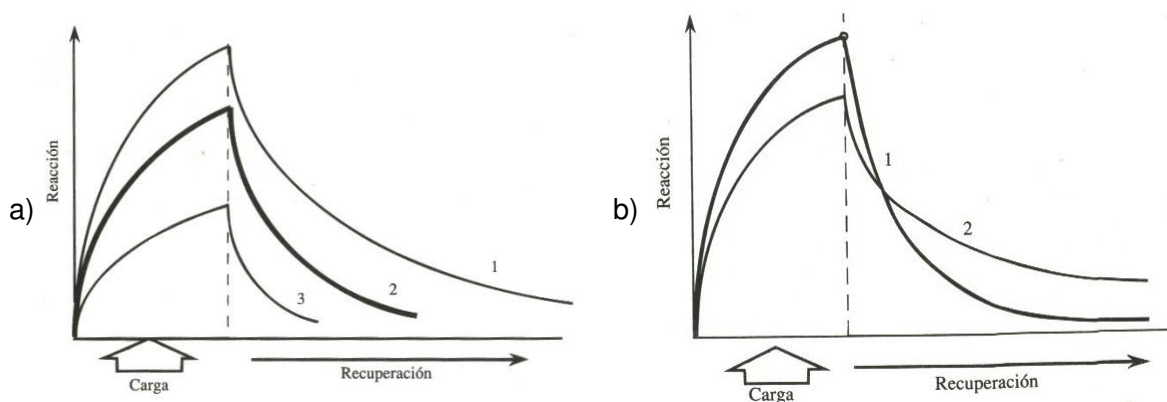 a)
Reacción
1
2
3
Carga
Recuperación
b)
Reacción
1
2
Carga
Recuperación